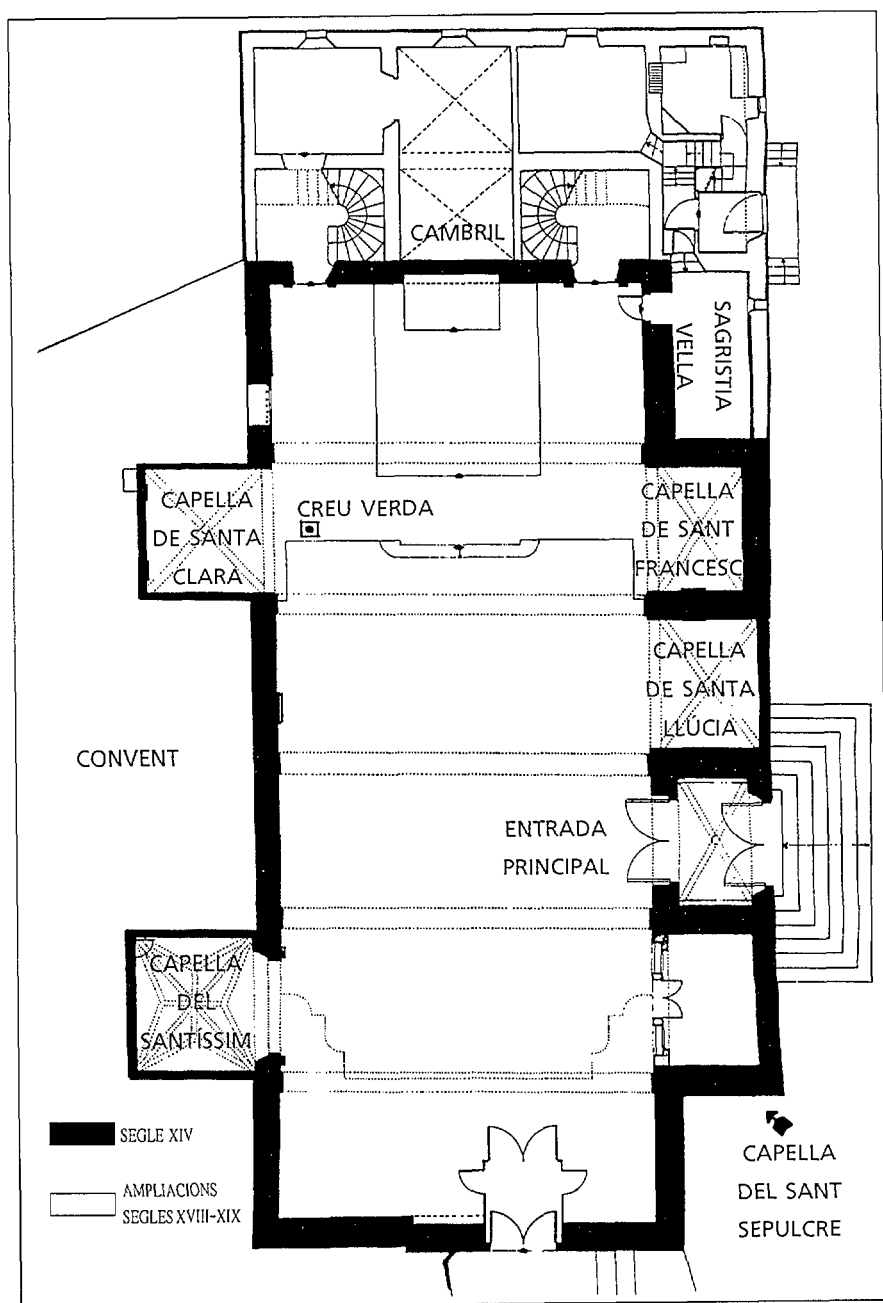 CAMBRIL
SAGRISTIA
VELLA
CAPELLA
DE SANTA
CLARA
CREU VERDA
CAPELLA
DE SANT
FRANCESC
CAPELLA
DE SANTA
LLÚCIA
CONVENT
ENTRADA
PRINCIPAL
CAPELLA
DEL
SANTÍSSIM
SEGLE XIV
AMPLIACIONS
SEGLES XVIII-XIX
CAPELLA
DEL SANT
SEPULCRE